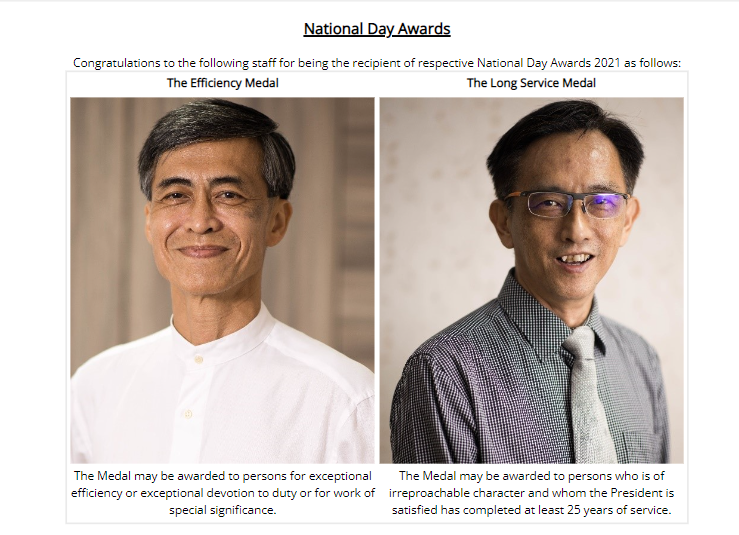 National Day Awards
Congratulations to the following staff for being the recipient of respective National Day Awards 2021 as follows:
The Efficiency Medal
The Long Service Medal
The Medal may be awarded to persons for exceptional
efficiency or exceptional devotion to duty or for work of
special significance.
The Medal may be awarded to persons who is of
irreproachable character and whom the President is
satisfied has completed at least 25 years of service.